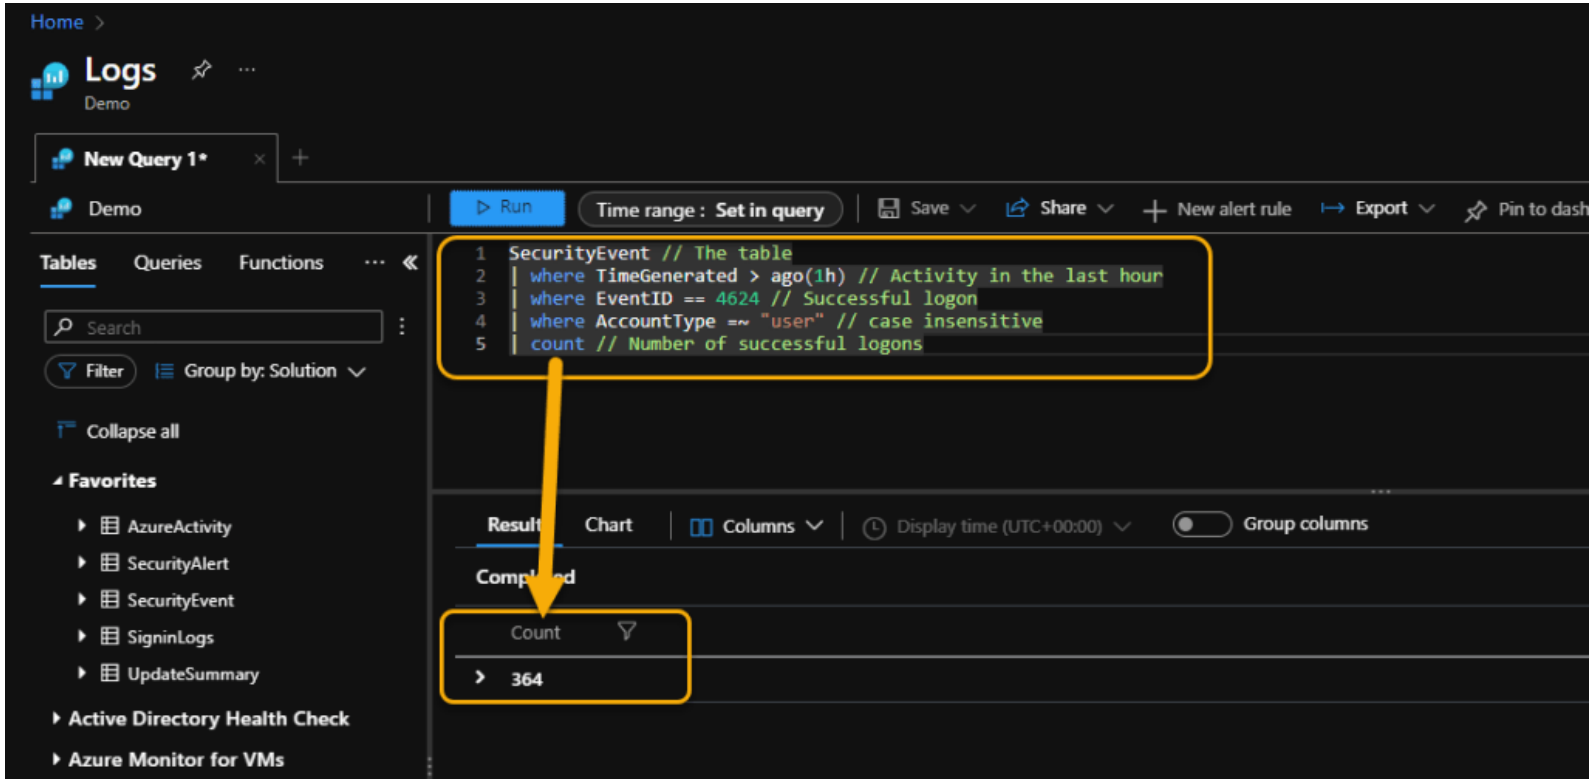 Home >
Logs
Demo
New Query 1*
Demo
Run
Time range : Set in query
Save
Share
New alert rule
Export
Pin to dash
Tables
Queries
Functions
Search
Filter
Group by: Solution
Collapse all
Favorites
AzureActivity
SecurityAlert
SecurityEvent
SigninLogs
UpdateSummary
Active Directory Health Check
Azure Monitor for VMs
1 SecurityEvent // The table
2 | where TimeGenerated > ago(1h) // Activity in the last hour
3 | where EventID == 4624 // Successful logon
4 | where AccountType =~ "user" // case insensitive
5 | count // Number of successful logons
Chart
Columns
Display time (UTC+00:00)
Group columns
Count
364